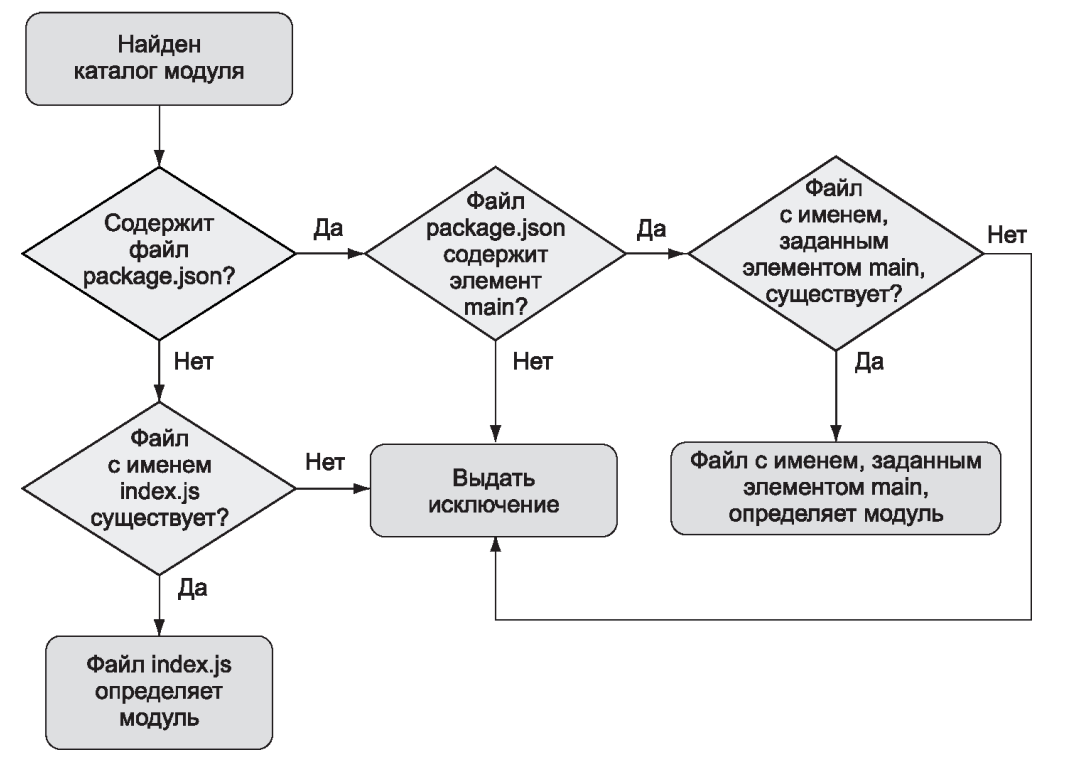 Найден
каталог модуля
Содержит
файл
package.json?
Да
Файл
package.json
содержит
элемент
main?
Да
Файл
с именем,
заданным
элементом main,
существует?
Нет
Нет
Нет
Да
Файл
с именем
index.js
существует?
Нет
Выдать
исключение
Файл с именем, заданным
элементом main,
определяет модуль
Да
Файл index.js
определяет
модуль